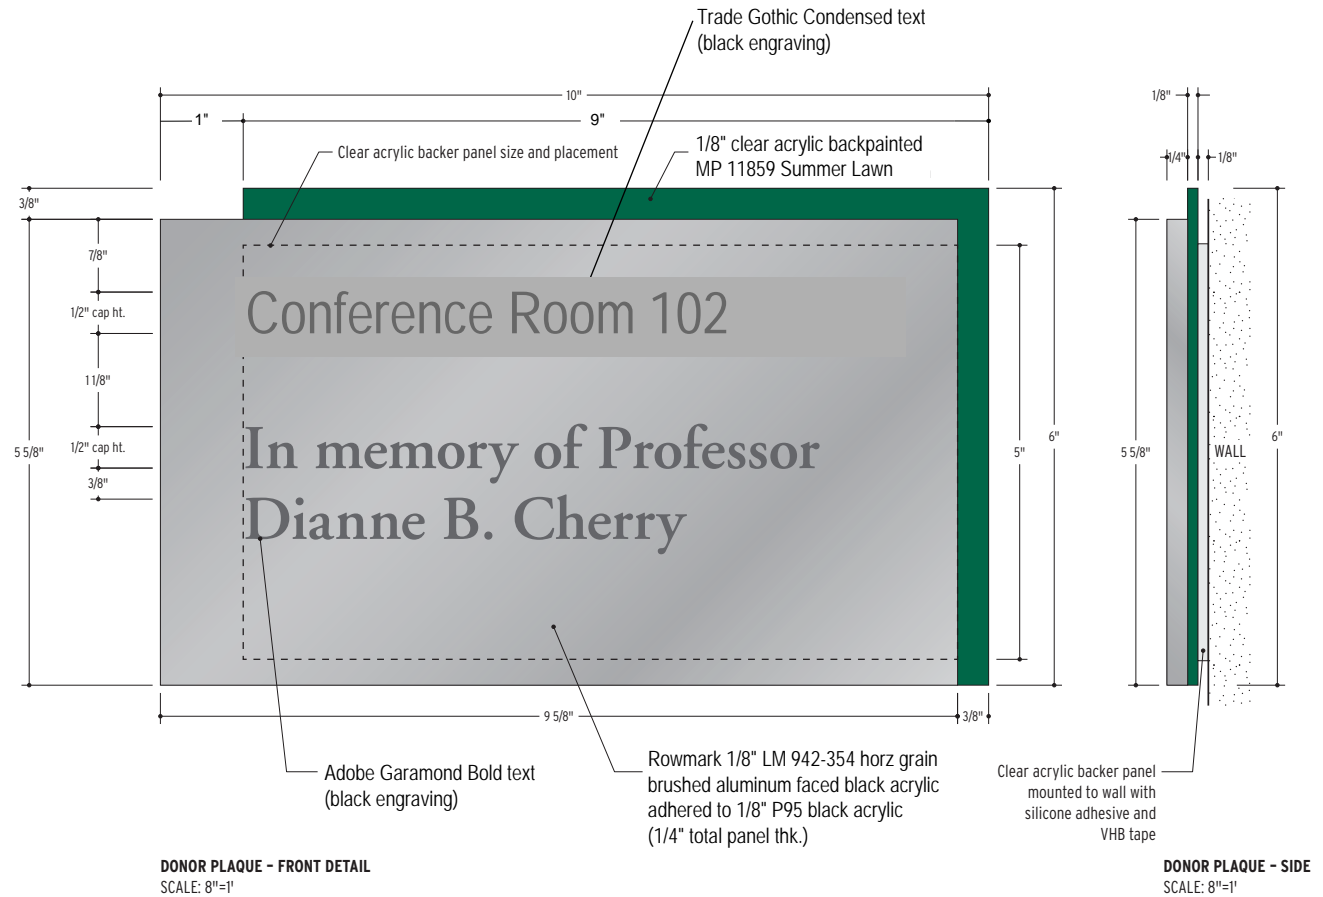 Trade Gothic Condensed text
(black engraving)
10"
1/8"
1"
9"
Clear acrylic backer panel size and placement
1/8" clear acrylic backpainted
MP 11859 Summer Lawn
1/4"
1/8"
3/8"
7/8"
1/2" cap ht.
Conference Room 102
1 1/8"
5 5/8"
1/2" cap ht.
3/8"
In memory of Professor
Dianne B. Cherry
5"
6"
5 5/8"
WALL
6"
9 5/8"
3/8"
Adobe Garamond Bold text
(black engraving)
Rowmark 1/8" LM 942-354 horz grain
brushed aluminum faced black acrylic
adhered to 1/8" P95 black acrylic
(1/4" total panel thk.)
Clear acrylic backer panel
mounted to wall with
silicone adhesive and
VHB tape
DONOR PLAQUE – FRONT DETAIL
SCALE: 8"=1'
DONOR PLAQUE – SIDE
SCALE: 8"=1'